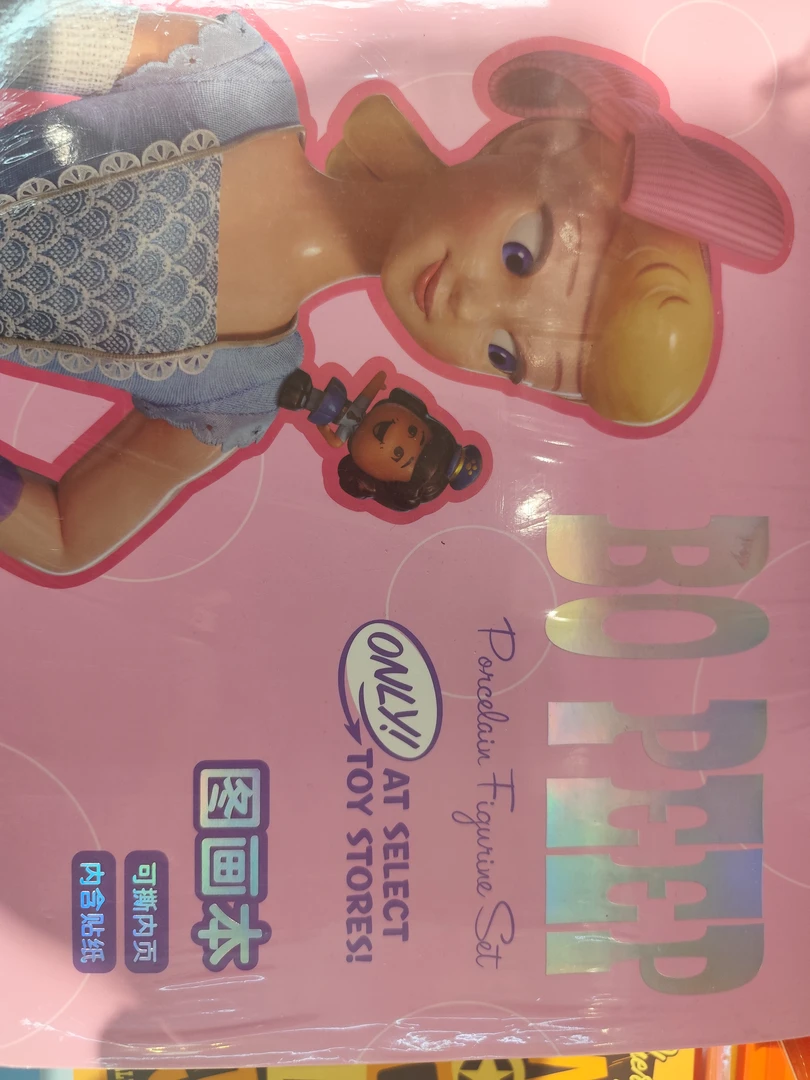 BO PEEP
Porcelain Figurine Set
ONLY!! AT SELECT
TOY STORES!
图画本
可撕内页
内含贴纸